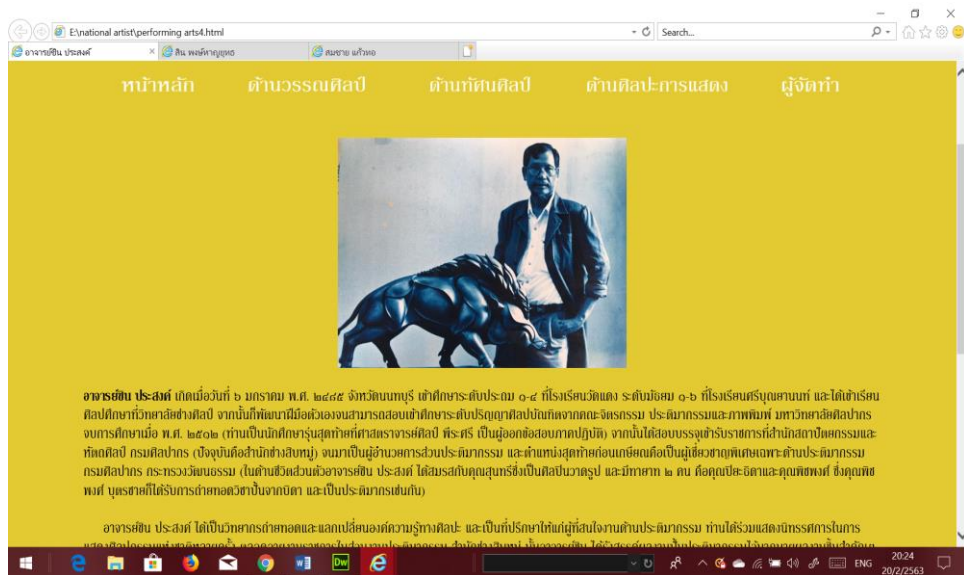 E:\national artist\performing arts4.html
Search...
อาจารย์ชิน ประสงค์
สิน พงษ์หาญยุทธ
สมชาย แก้วทอ
หน้าหลัก ด้านวรรณศิลป์ ด้านทัศนศิลป์ ด้านศิลปะการแสดง ผู้จัดทำ
อาจารย์ชิน ประสงค์ เกิดเมื่อวันที่ ๖ มกราคม พ.ศ. ๒๔๘๕ จังหวัดนนทบุรี เข้าศึกษาระดับประถม ๑-๔ ที่โรงเรียนวัดแดง ระดับมัธยม ๑-๖ ที่โรงเรียนศรีบุณยานนท์ และได้เข้าเรียน
ศิลปศึกษาที่วิทยาลัยช่างศิลป์ จากนั้นก็พัฒนาฝีมือตัวเองจนสามารถสอบเข้าศึกษาระดับปริญญาศิลปบัณฑิตจากคณะจิตรกรรม ประติมากรรมและภาพพิมพ์ มหาวิทยาลัยศิลปากร
จบการศึกษาเมื่อ พ.ศ. ๒๕๑๒ (ท่านเป็นนักศึกษารุ่นสุดท้ายที่ศาสตราจารย์ศิลป์ พีระศรี เป็นผู้ออกข้อสอบภาคปฏิบัติ) จากนั้นได้สอบบรรจุเข้ารับราชการที่สำนักสถาปัตยกรรมและ
หัตถศิลป์ กรมศิลปากร (ปัจจุบันคือสำนักช่างสิบหมู่) จนมาเป็นผู้อำนวยการส่วนประติมากรรม และตำแหน่งสุดท้ายก่อนเกษียณคือเป็นผู้เชี่ยวชาญพิเศษเฉพาะด้านประติมากรรม
กรมศิลปากร กระทรวงวัฒนธรรม (ในด้านชีวิตส่วนตัวอาจารย์ชิน ประสงค์ ได้สมรสกับคุณสุนทรีซึ่งเป็นศิลปินวาดรูป และมีทายาท ๒ คน คือคุณปิยะธิดาและคุณพิชพงศ์ ซึ่งคุณพิช
พงศ์ บุตรชายก็ได้รับการถ่ายทอดวิชาปั้นจากบิดา และเป็นประติมากรเช่นกัน)
อาจารย์ชิน ประสงค์ ได้เป็นวิทยากรถ่ายทอดและแลกเปลี่ยนองค์ความรู้ทางศิลปะ และเป็นที่ปรึกษาให้แก่ผู้ที่สนใจงานด้านประติมากรรม ท่านได้ร่วมแสดงนิทรรศการในการ
ENG
20:24
20/2/2563